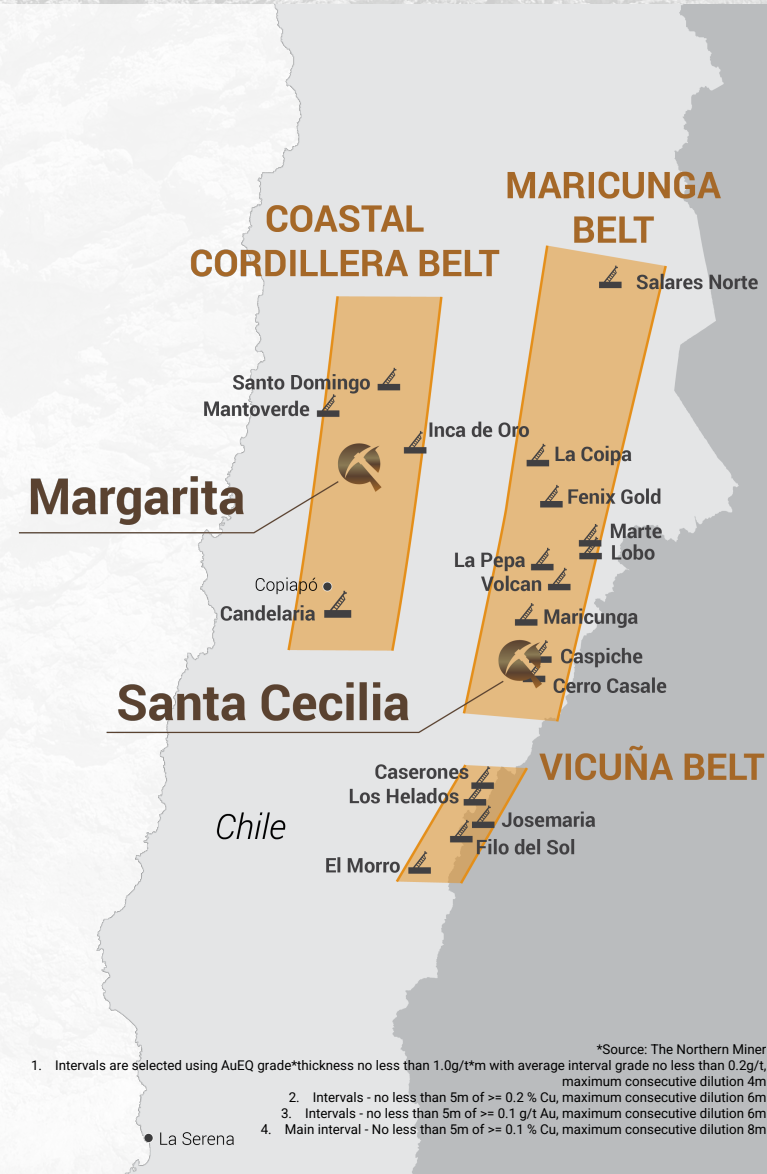 MARICUNGA
BELT
COASTAL
CORDILLERA BELT
Salares Norte
Santo Domingo
Mantoverde
Inca de Oro
La Coipa
Margarita
Fenix Gold
Marte
Lobo
La Pepa
Volcan
Copiapó
Candelaria
Maricunga
Caspiche
Cerro Casale
Santa Cecilia
VICUÑA BELT
Caserones
Los Helados
Chile
Josemaria
Filo del Sol
El Morro
*Source: The Northern Miner
1. Intervals are selected using AuEQ grade*thickness no less than 1.0g/t*m with average interval grade no less than 0.2g/t,
maximum consecutive dilution 4m
2. Intervals - no less than 5m of >= 0.2 % Cu, maximum consecutive dilution 6m
3. Intervals - no less than 5m of >= 0.1 g/t Au, maximum consecutive dilution 6m
4. Main interval - No less than 5m of >= 0.1 % Cu, maximum consecutive dilution 8m
La Serena